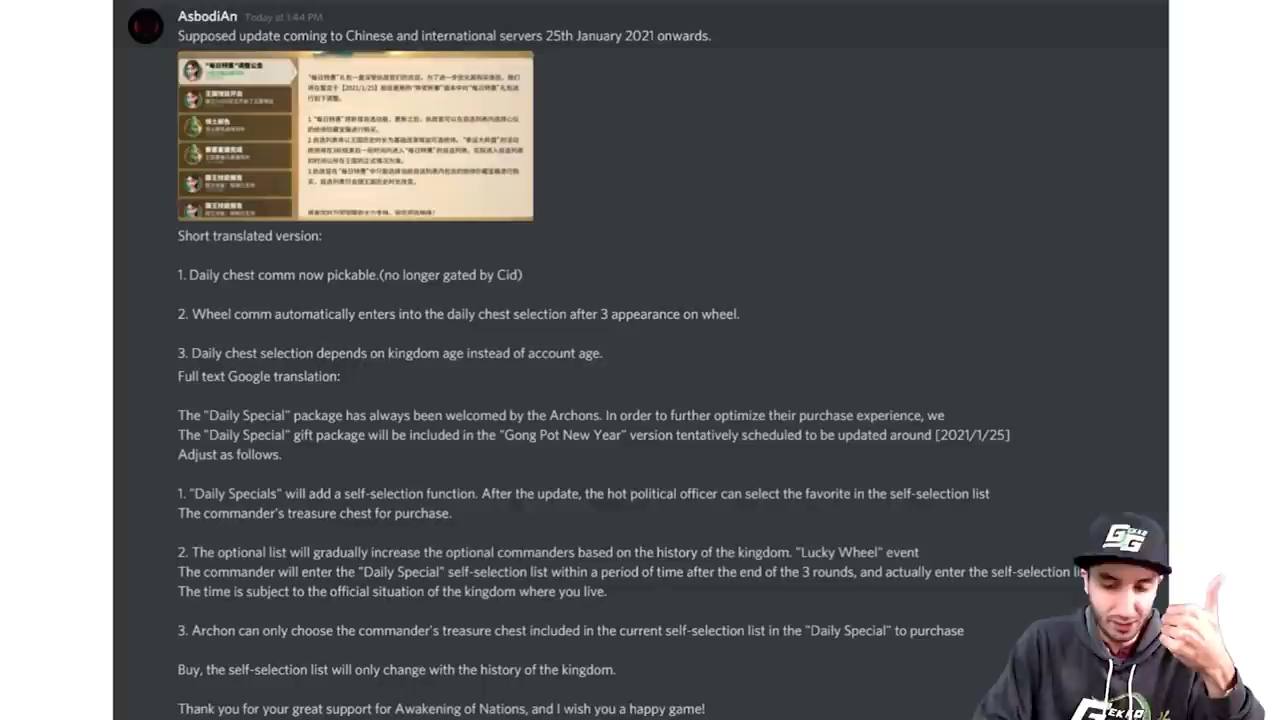 AsbodiAn Today at 1:44 PM
Supposed update coming to Chinese and international servers 25th January 2021 onwards.
"每日特惠"调整公告
Short translated version:
1. Daily chest comm now pickable.(no longer gated by Cid)
2. Wheel comm automatically enters into the daily chest selection after 3 appearance on wheel.
3. Daily chest selection depends on kingdom age instead of account age.
Full text Google translation:
The "Daily Special" package has always been welcomed by the Archons. In order to further optimize their purchase experience, we
The "Daily Special" gift package will be included in the "Gong Pot New Year" version tentatively scheduled to be updated around [2021/1/25]
Adjust as follows.
1. "Daily Specials" will add a self-selection function. After the update, the hot political officer can select the favorite in the self-selection list
The commander's treasure chest for purchase.
2. The optional list will gradually increase the optional commanders based on the history of the kingdom. "Lucky Wheel" event
The commander will enter the "Daily Special" self-selection list within a period of time after the end of the 3 rounds, and actually enter the self-selection
The time is subject to the official situation of the kingdom where you live.
3. Archon can only choose the commander's treasure chest included in the current self-selection list in the "Daily Special" to purchase
Buy, the self-selection list will only change with the history of the kingdom.
Thank you for your great support for Awakening of Nations, and I wish you a happy game!